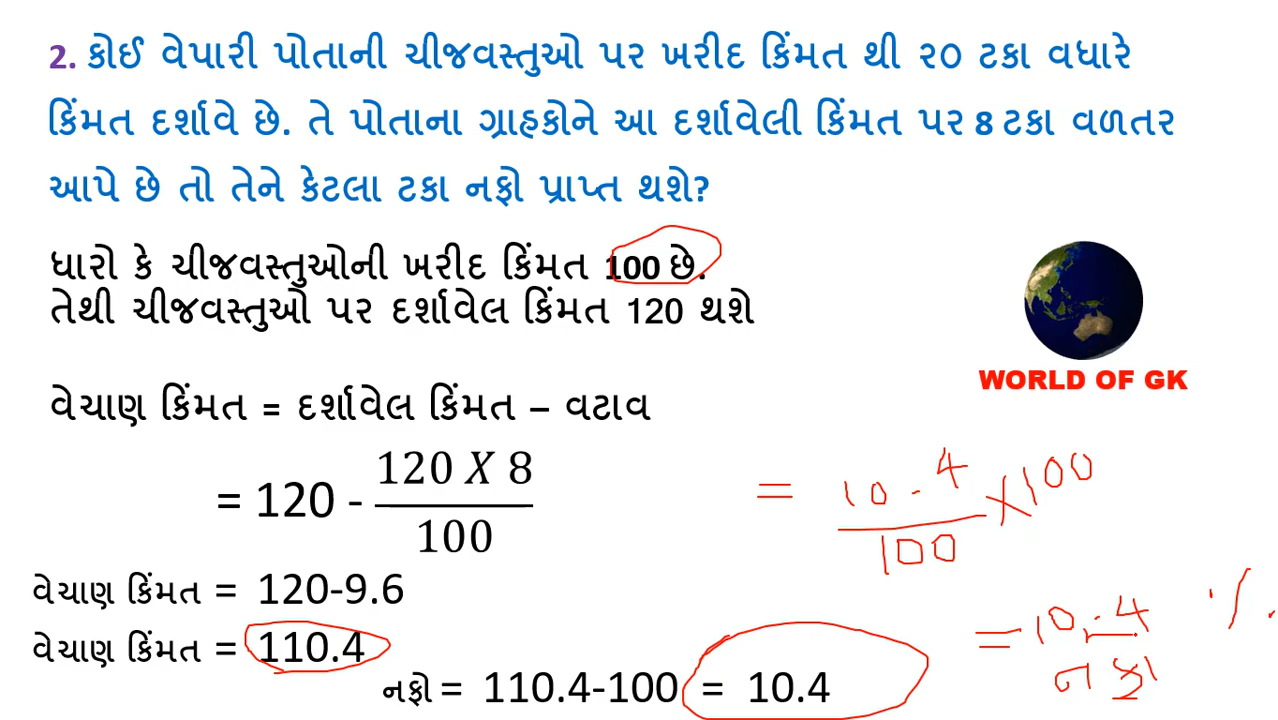 2. કોઈ વેપારી પોતાની ચીજવસ્તુઓ પર ખરીદ કિંમત થી ૨૦ ટકા વધારે
કિંમત દર્શાવે છે. તે પોતાના ગ્રાહકોને આ દર્શાવેલી કિંમત પર 8 ટકા વળતર
આપે છે તો તેને કેટલા ટકા નફો પ્રાપ્ત થશે?
ધારો કે ચીજવસ્તુઓની ખરીદ કિંમત 100 છે.
તેથી ચીજવસ્તુઓ પર દર્શાવેલ કિંમત 120 થશે
WORLD OF GK
વેચાણ કિંમત = દર્શાવેલ કિંમત – વટાવ
= 120 - 120 X 8 / 100
= 10.4 / 100 × 100
વેચાણ કિંમત = 120-9.6
= 10.4 %
વેચાણ કિંમત = 110.4
નફો
નફો = 110.4-100 = 10.4